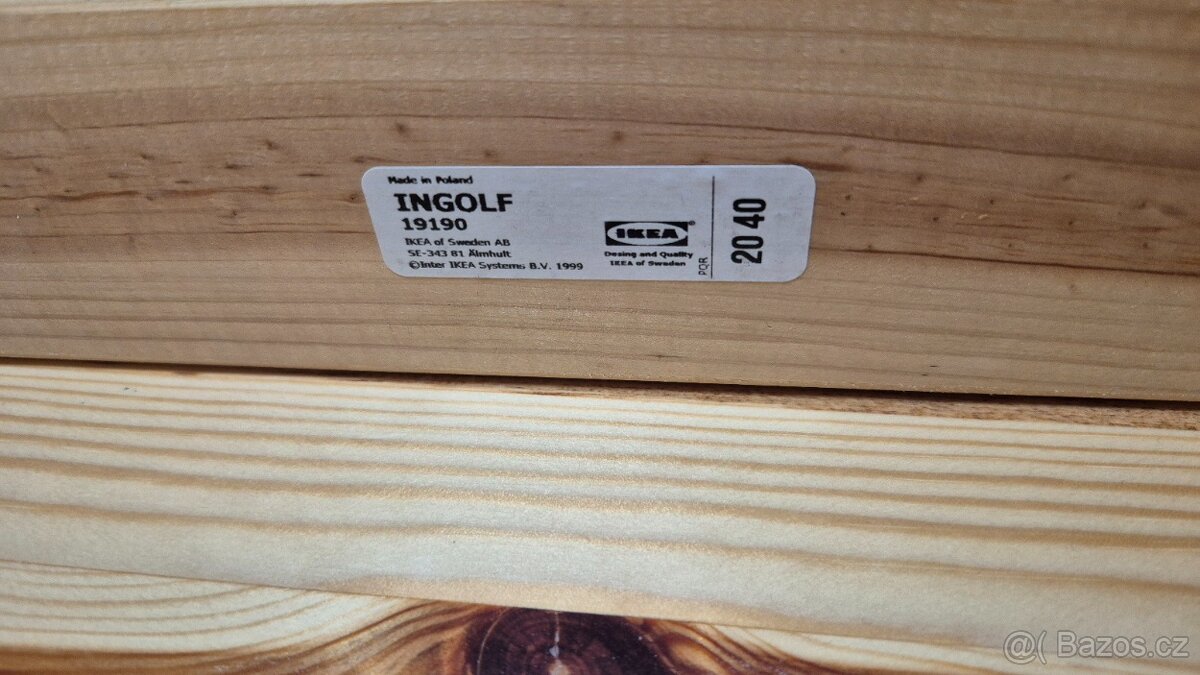 Made in Poland
INGOLF
19190
IKEA of Sweden AB
SE-343 81 Älmhult
©Inter IKEA Systems B.V. 1999
IKEA®
Desing and Quality
IKEA of Sweden
PQR
20 40
Bazos.cz